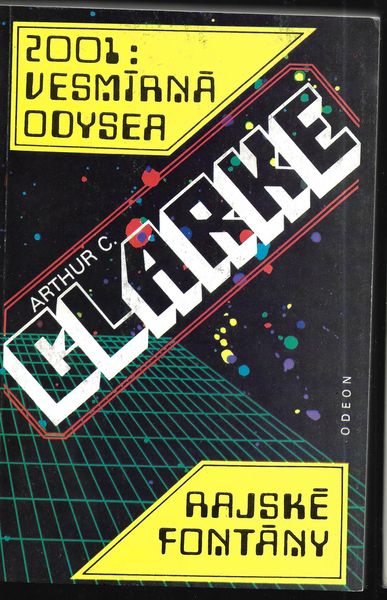 2001:
VESMÍRNÁ
ODYSEA
ARTHUR C.
CLARKE
ODEON
RAJSKÉ
FONTÁNY